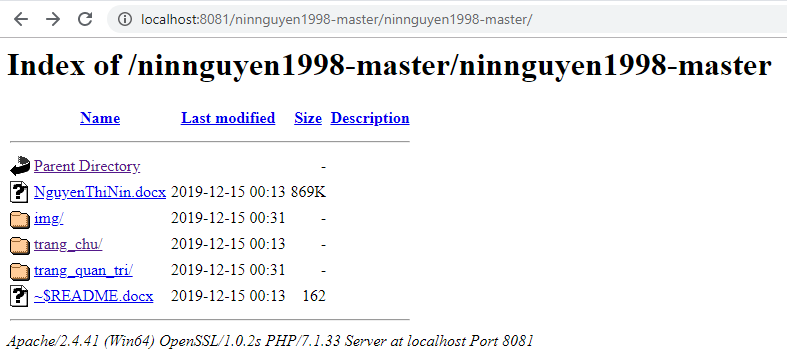 localhost:8081/ninnguyen1998-master/ninnguyen1998-master/
Index of /ninnguyen1998-master/ninnguyen1998-master
Name Last modified Size Description
Parent Directory -
NguyenThiNin.docx 2019-12-15 00:13 869K
img/ 2019-12-15 00:31 -
trang_chu/ 2019-12-15 00:13 -
trang_quan_tri/ 2019-12-15 00:31 -
~$README.docx 2019-12-15 00:13 162
Apache/2.4.41 (Win64) OpenSSL/1.0.2s PHP/7.1.33 Server at localhost Port 8081